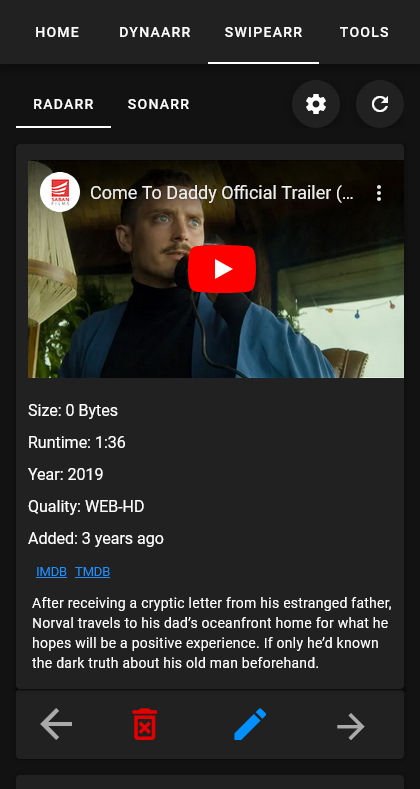 HOME DYNAARR SWIPEARR TOOLS
RADARR SONARR
SABAN
FILMS
Come To Daddy Official Trailer (...
Size: 0 Bytes
Runtime: 1:36
Year: 2019
Quality: WEB-HD
Added: 3 years ago
IMDB TMDB
After receiving a cryptic letter from his estranged father,
Norval travels to his dad's oceanfront home for what he
hopes will be a positive experience. If only he'd known
the dark truth about his old man beforehand.